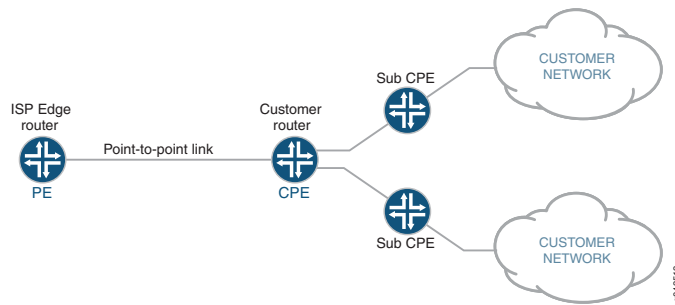 ISP Edge
router
PE
Point-to-point link
Customer
router
CPE
Sub CPE
CUSTOMER
NETWORK
Sub CPE
CUSTOMER
NETWORK